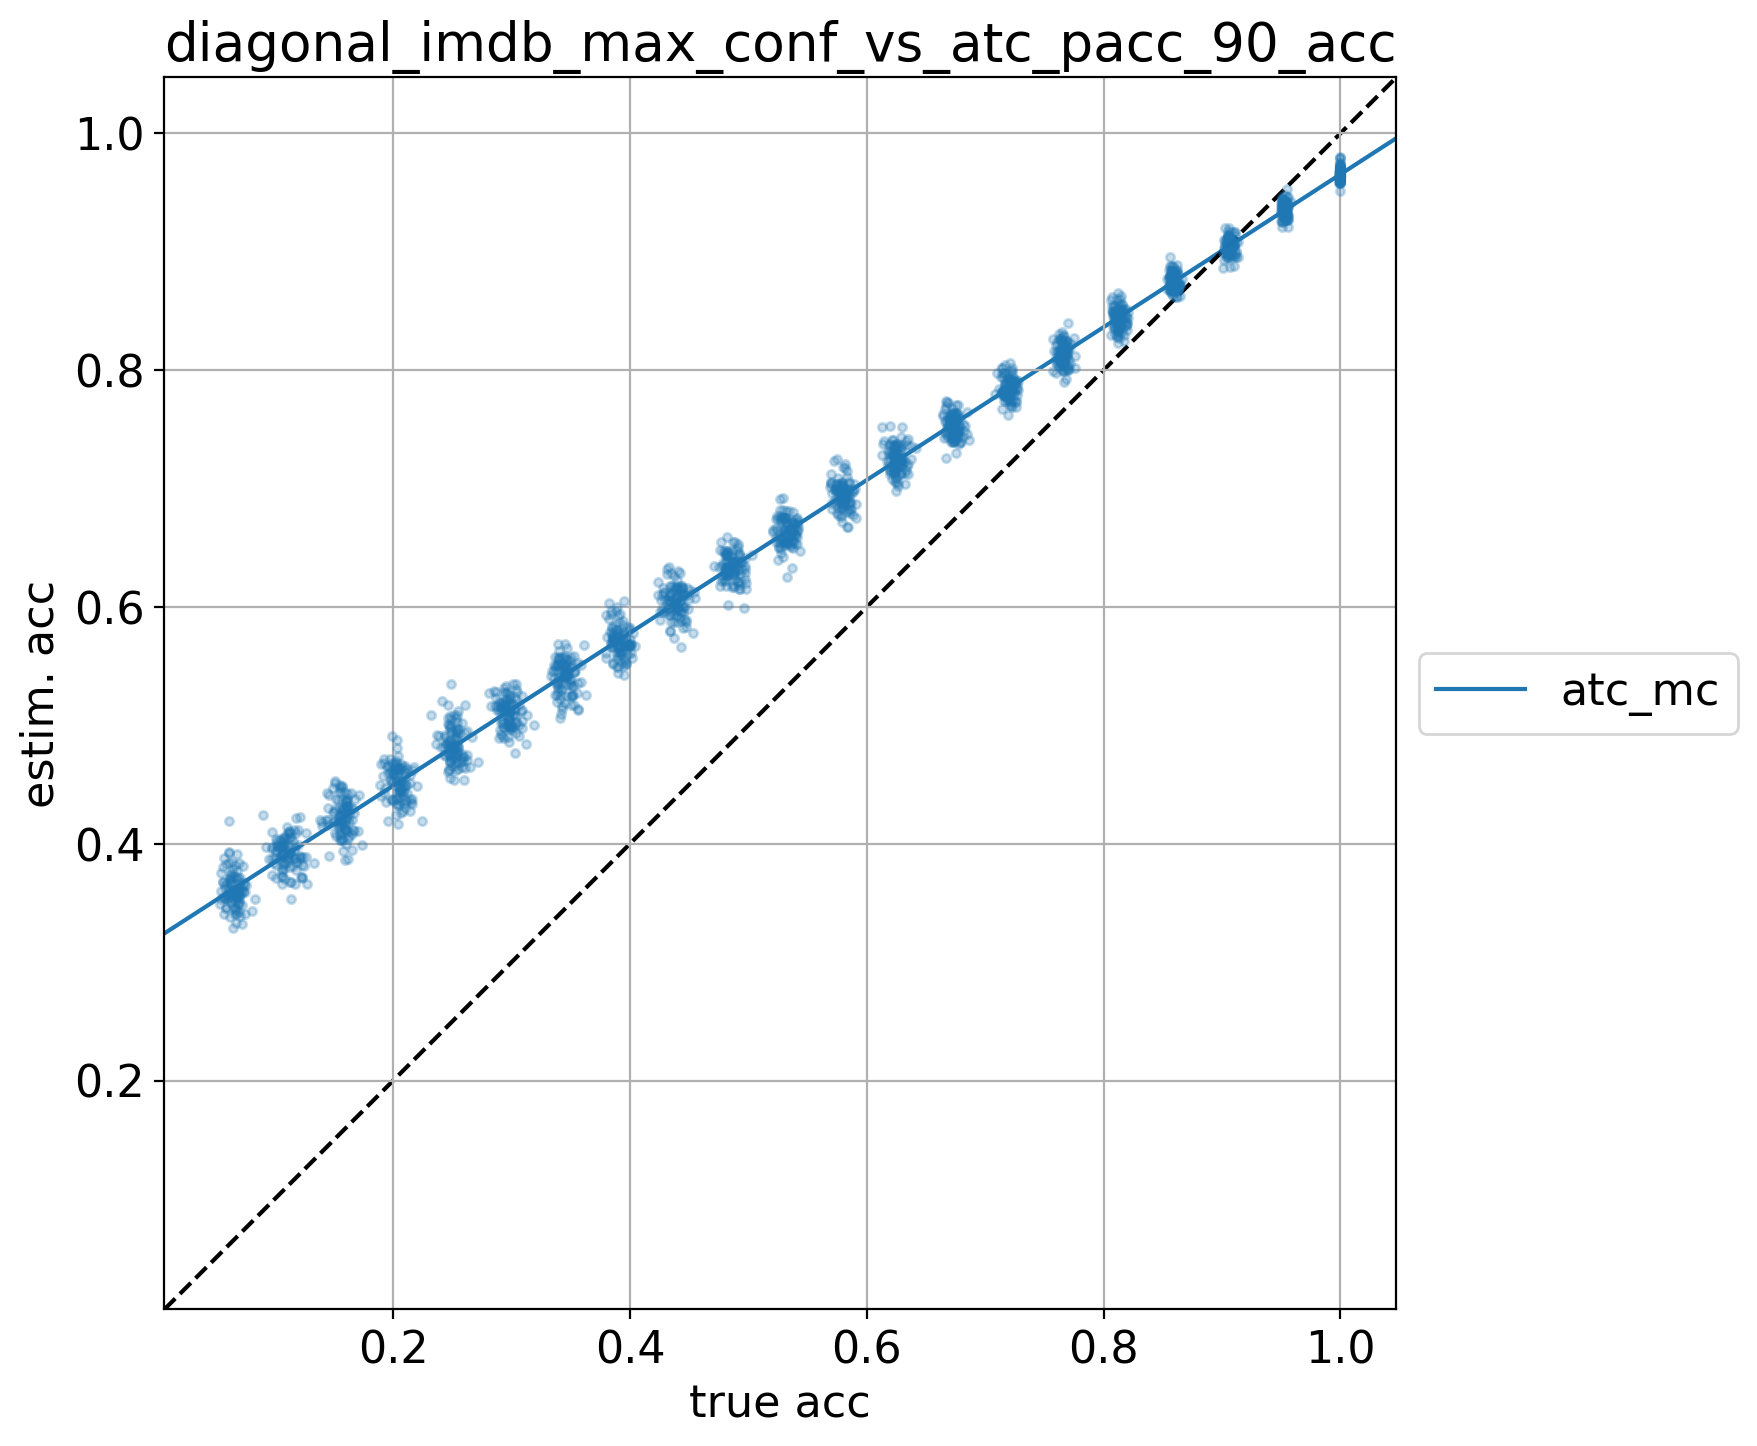 diagonal_imdb_max_conf_vs_atc_pacc_90_acc
1.0
0.8
0.6
0.4
0.2
estim. acc
0.2 0.4 0.6 0.8 1.0
true acc
atc_mc